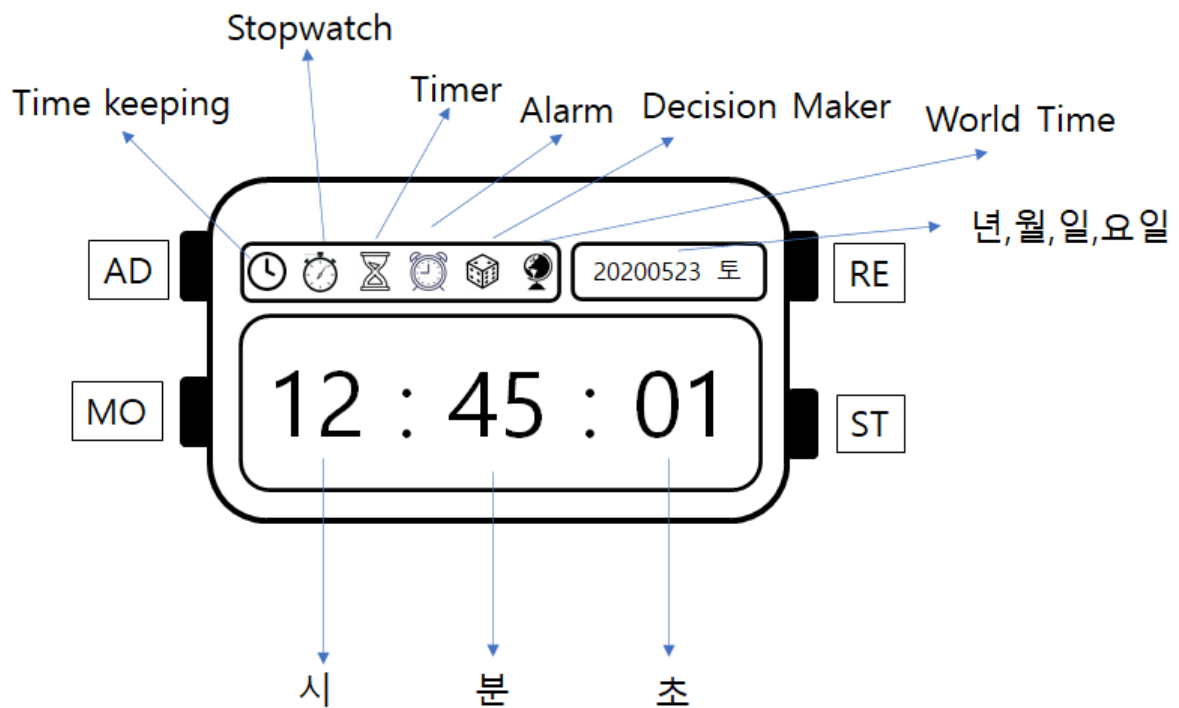 Stopwatch
Time keeping
Timer
Alarm
Decision Maker
World Time
년,월,일,요일
AD
20200523 토
RE
MO
12 : 45 : 01
ST
시
분
초